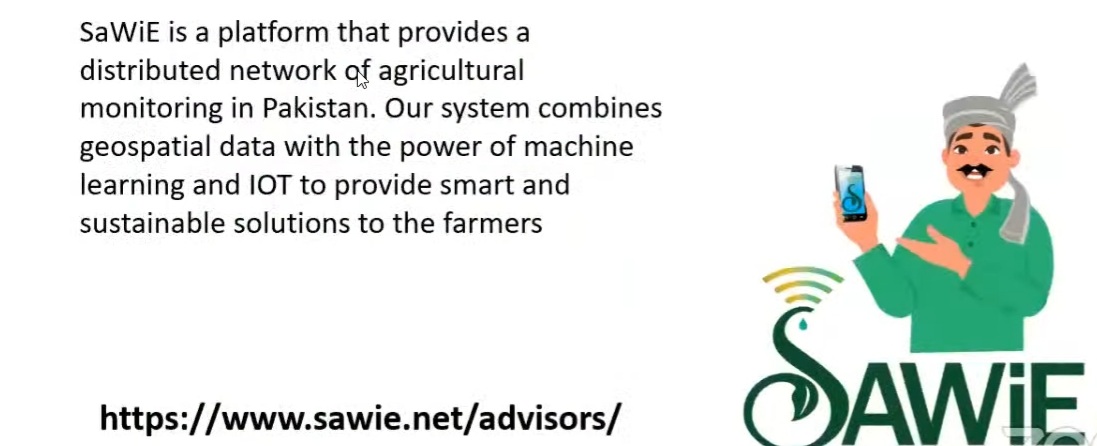 SaWiE is a platform that provides a
distributed network of agricultural
monitoring in Pakistan. Our system combines
geospatial data with the power of machine
learning and IOT to provide smart and
sustainable solutions to the farmers
https://www.sawie.net/advisors/
SAWiE